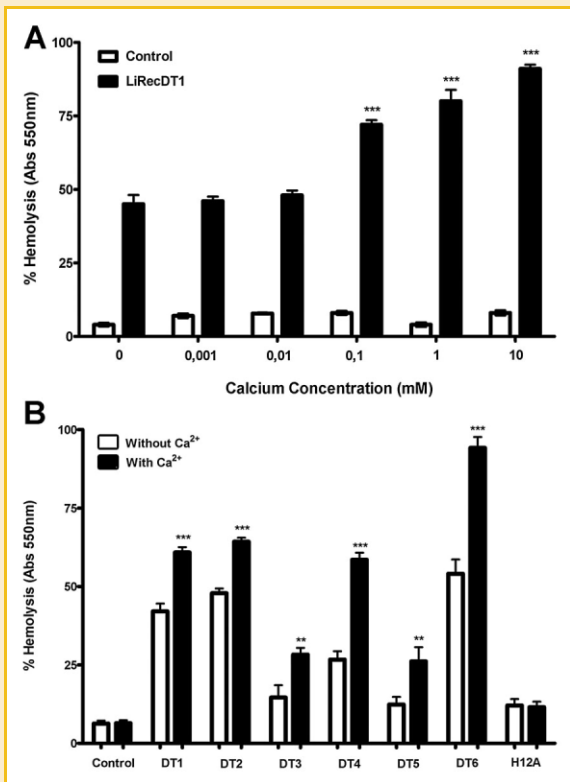 A
Control
LiRecDT1
% Hemolysis (Abs 550nm)
100
75
50
25
0
***
***
***
0
0,001
0,01
0,1
1
10
Calcium Concentration (mM)
B
Without Ca²⁺
With Ca²⁺
% Hemolysis (Abs 550nm)
100
75
50
25
0
***
***
**
***
**
***
Control
DT1
DT2
DT3
DT4
DT5
DT6
H12A